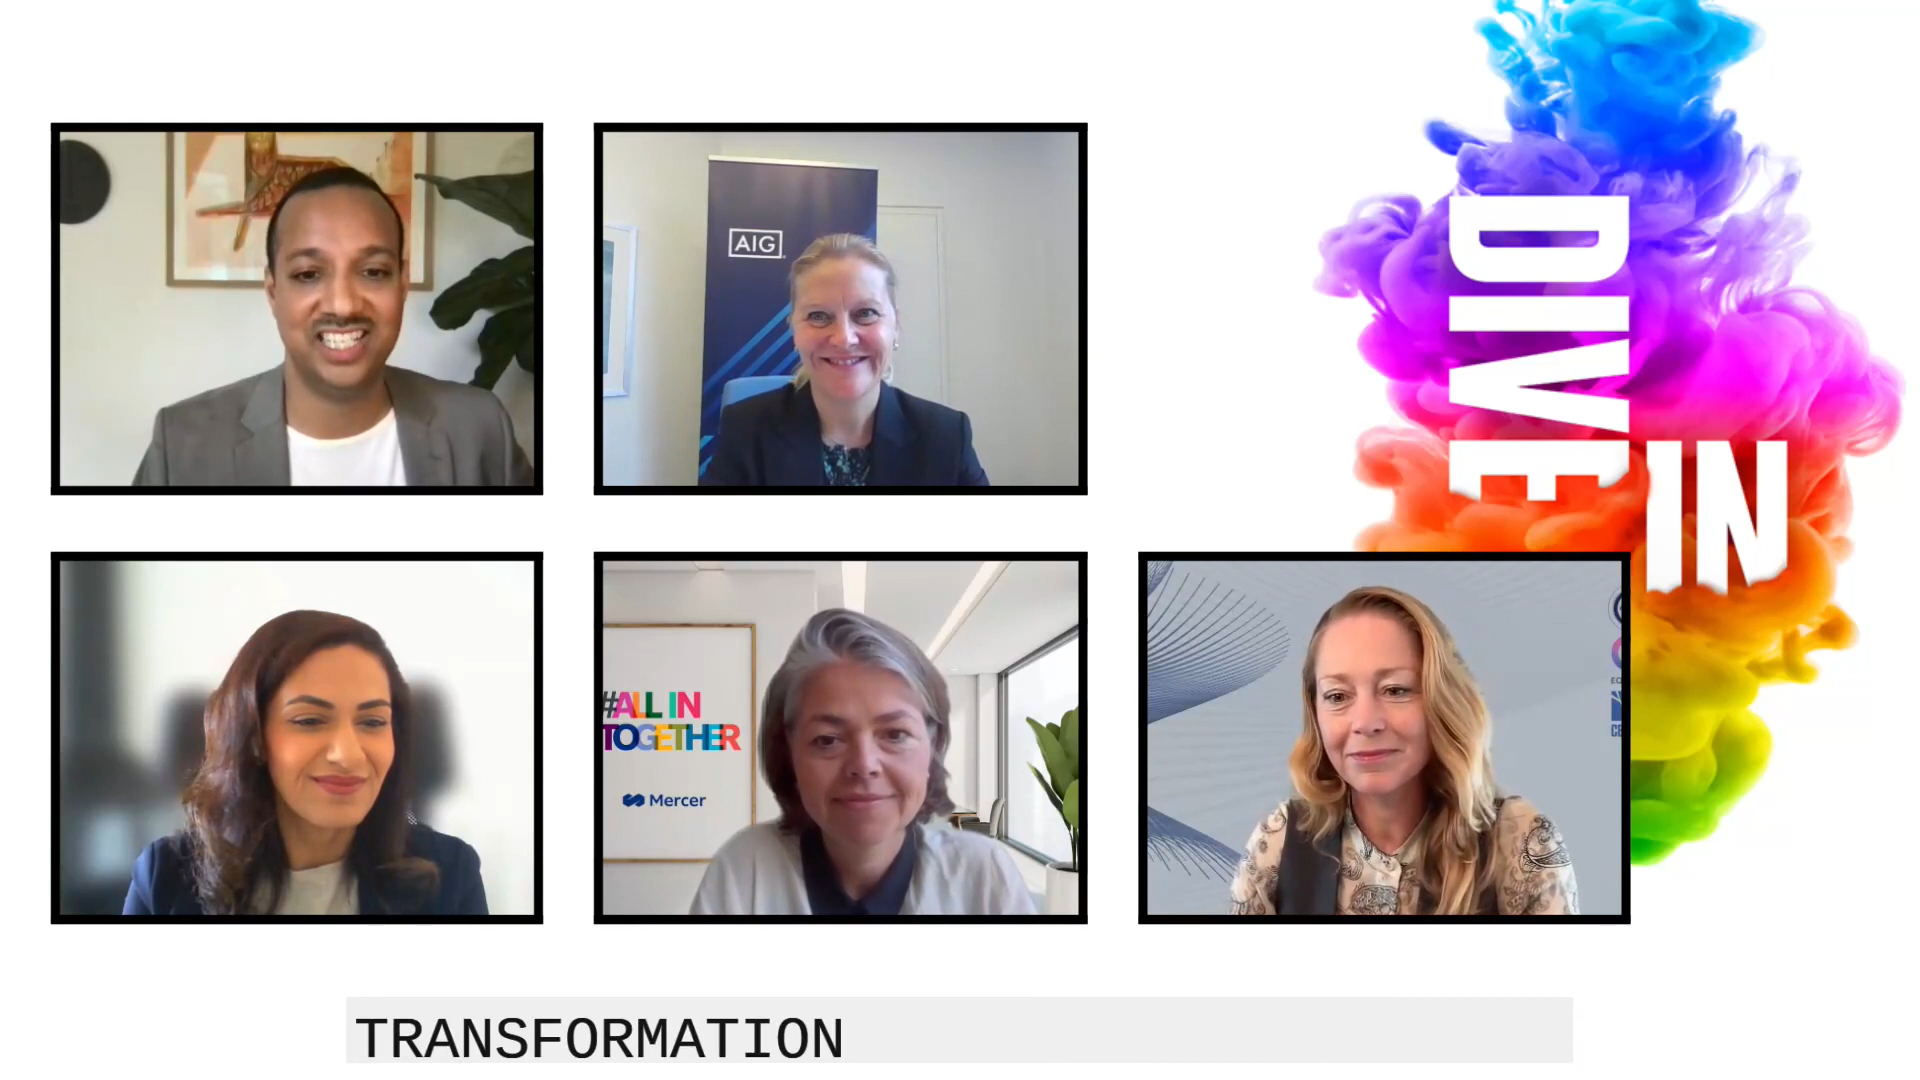 AIG
DIVE
IN
#ALL IN
TOGETHER
Mercer
TRANSFORMATION